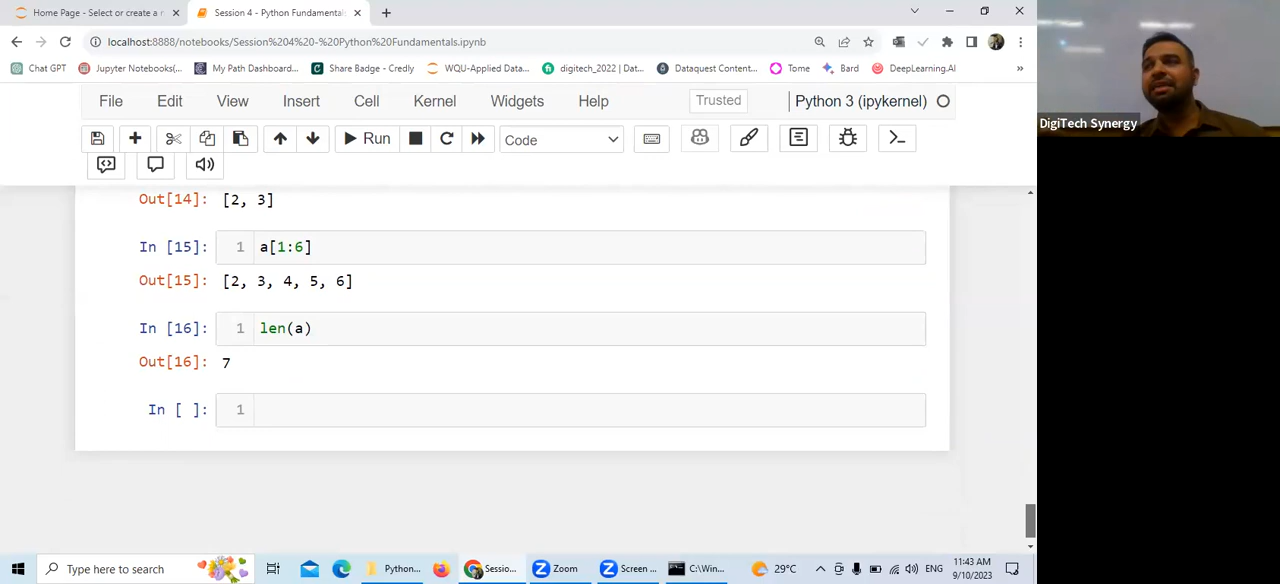 Home Page - Select or create a n
Session 4 - Python Fundamental
localhost:8888/notebooks/Session%204%20-%20Python%20Fundamentals.ipynb
Chat GPT
Jupyter Notebooks(...
My Path Dashboard...
Share Badge - Credly
WQU-Applied Data...
digitech_2022 | Dat...
Dataquest Content...
Tome
Bard
DeepLearning.AI
»
File
Edit
View
Insert
Cell
Kernel
Widgets
Help
Trusted
Python 3 (ipykernel)
Run
Code
DigiTech Synergy
Out[14]: [2, 3]
In [15]: 1 a[1:6]
Out[15]: [2, 3, 4, 5, 6]
In [16]: 1 len(a)
Out[16]: 7
In [ ]: 1
Type here to search
Python...
Sessio...
Zoom
Screen ...
C:\Win...
29°C
ENG
11:43 AM
9/10/2023